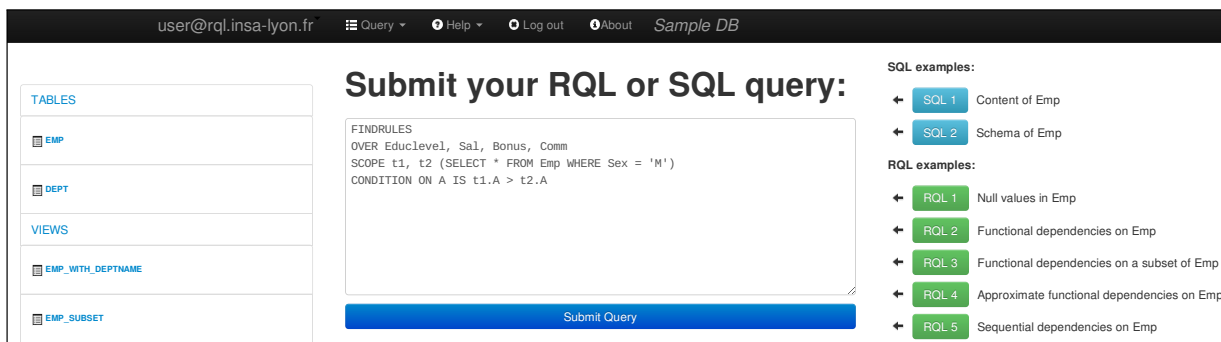 user@rql.insa-lyon.fr Query Help Log out About Sample DB
TABLES
EMP
DEPT
VIEWS
EMP_WITH_DEPTNAME
EMP_SUBSET
Submit your RQL or SQL query:
FINDRULES
OVER Educlevel, Sal, Bonus, Comm
SCOPE t1, t2 (SELECT * FROM Emp WHERE Sex = 'M')
CONDITION ON A IS t1.A > t2.A
Submit Query
SQL examples:
SQL 1 Content of Emp
SQL 2 Schema of Emp
RQL examples:
RQL 1 Null values in Emp
RQL 2 Functional dependencies on Emp
RQL 3 Functional dependencies on a subset of Emp
RQL 4 Approximate functional dependencies on Emp
RQL 5 Sequential dependencies on Emp